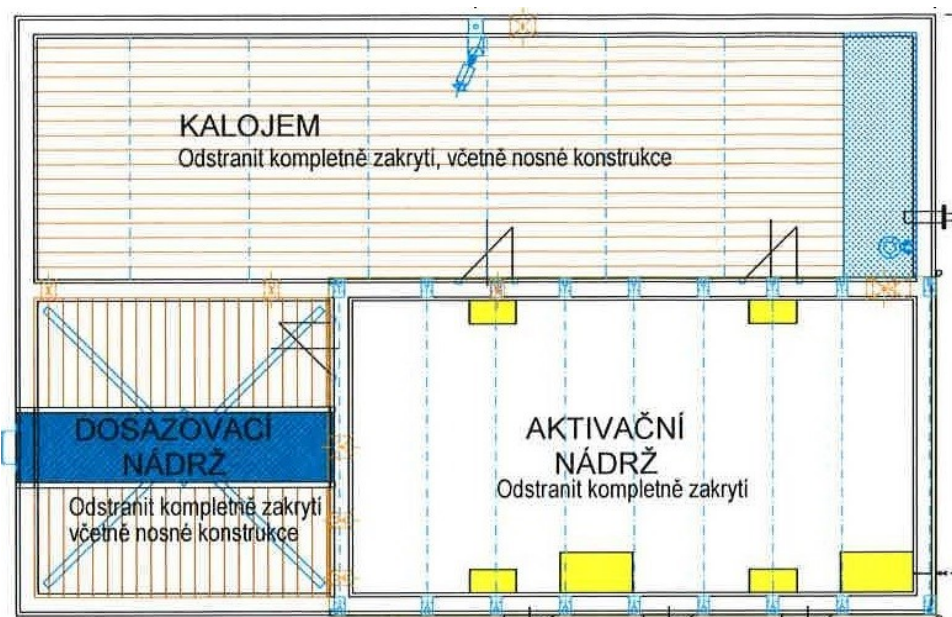 KALOJEM
Odstranit kompletně zakrytí, včetně nosné konstrukce
DOSAZOVACÍ
NÁDRŽ
Odstranit kompletně zakrytí
včetně nosné konstrukce
AKTIVAČNÍ
NÁDRŽ
Odstranit kompletně zakrytí